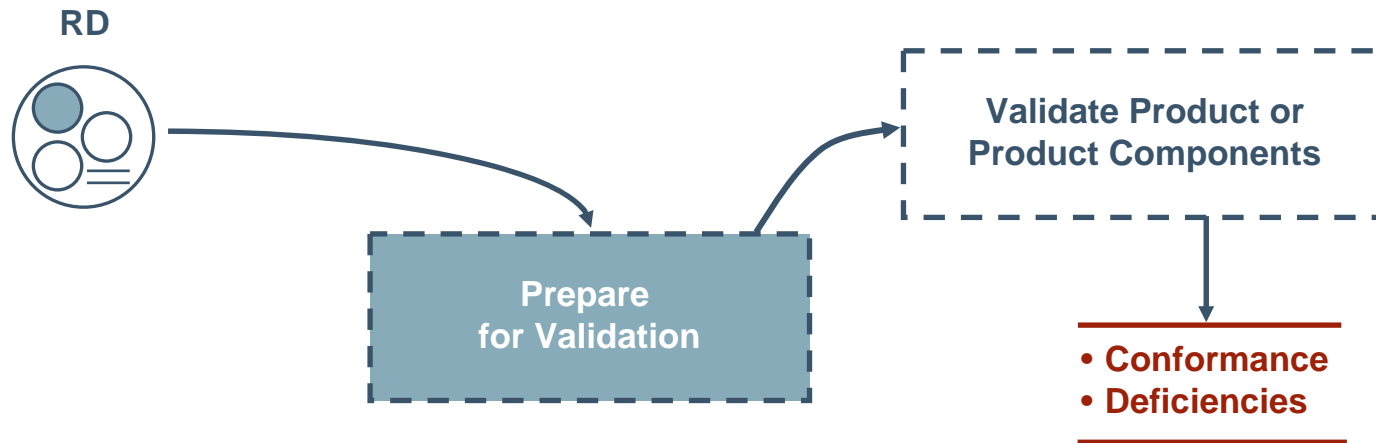 RD
Validate Product or
Product Components
Prepare
for Validation
• Conformance
• Deficiencies